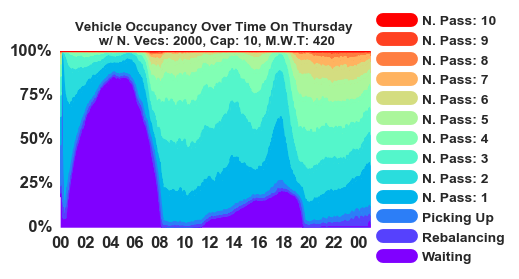 Vehicle Occupancy Over Time On Thursday
w/ N. Vecs: 2000, Cap: 10, M.W.T: 420
100%
75%
50%
25%
0%
00 02 04 06 08 10 12 14 16 18 20 22 00
N. Pass: 10
N. Pass: 9
N. Pass: 8
N. Pass: 7
N. Pass: 6
N. Pass: 5
N. Pass: 4
N. Pass: 3
N. Pass: 2
N. Pass: 1
Picking Up
Rebalancing
Waiting